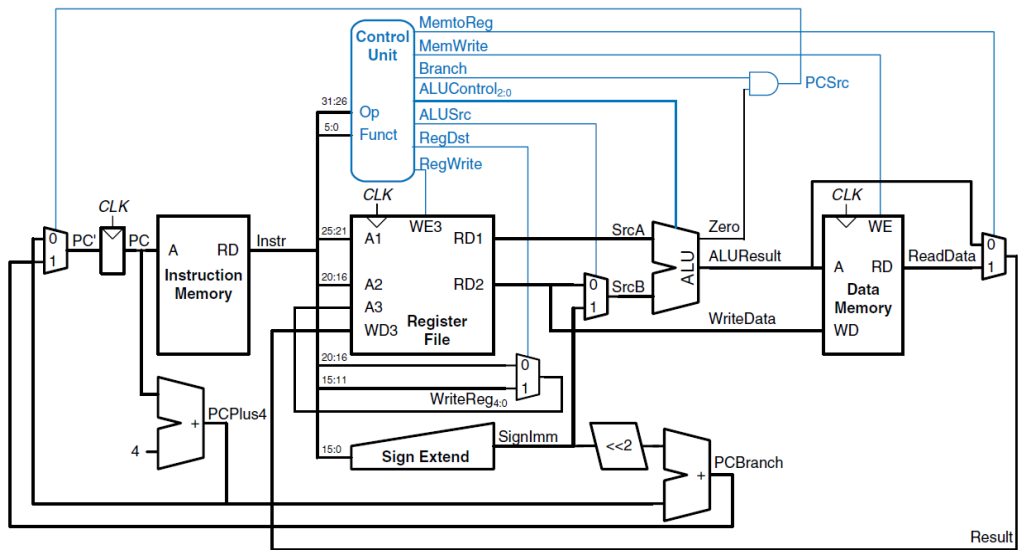 MemtoReg
Control
Unit
MemWrite
Branch
PCSrc
ALUControl2:0
31:26
Op
ALUSrc
5:0
Funct
RegDst
RegWrite
CLK
CLK
CLK
0
1
PC'
PC
A RD
Instruction
Memory
Instr
25:21
A1
WE3
RD1
SrcA
Zero
WE
20:16
A2
RD2
0
1
SrcB
ALU
ALUResult
A RD
ReadData
0
1
A3
Data
Memory
WD3
Register
File
WriteData
WD
20:16
0
15:11
1
WriteReg4:0
PCPlus4
+
4
15:0
Sign Extend
SignImm
<<2
+
PCBranch
Result